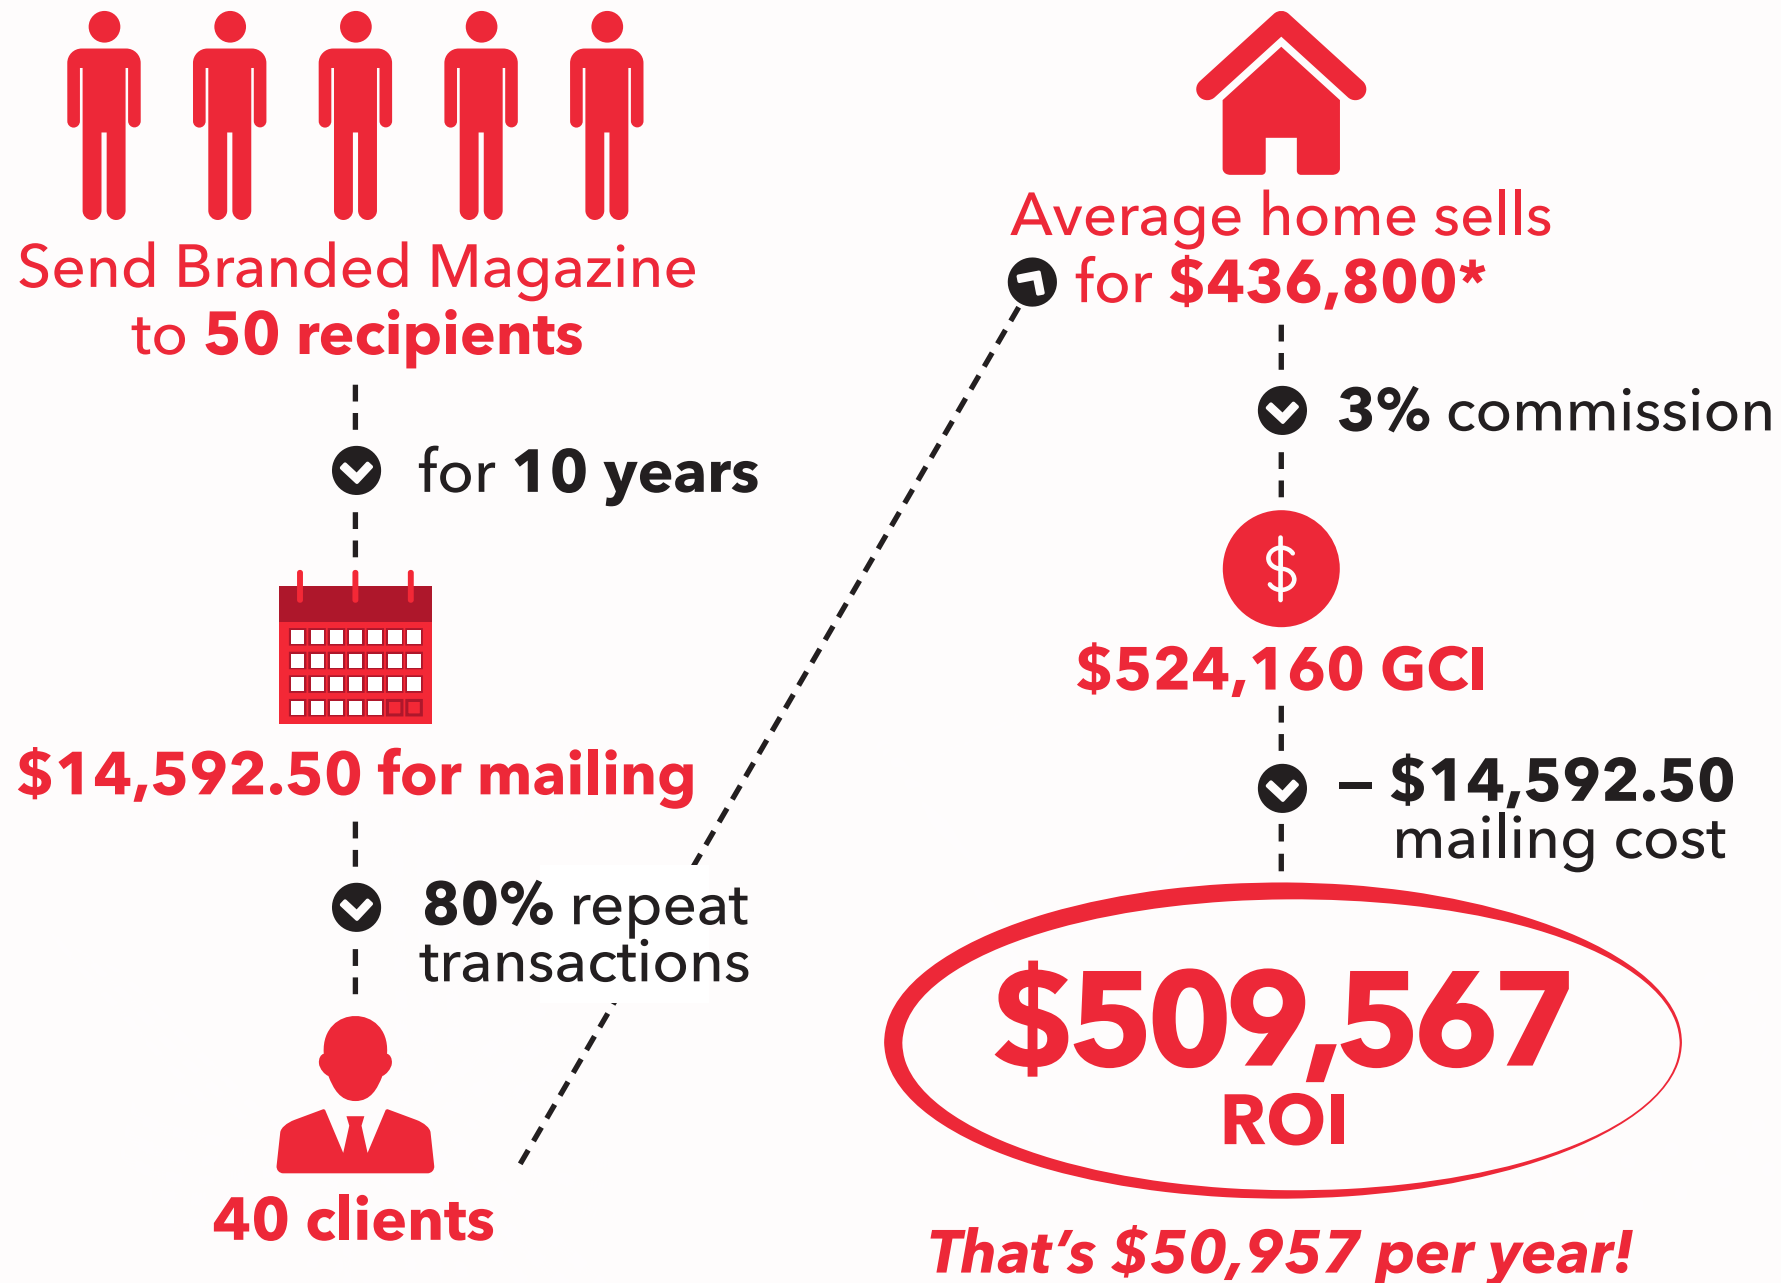 Send Branded Magazine
to 50 recipients
for 10 years
$14,592.50 for mailing
80% repeat
transactions
40 clients
Average home sells
for $436,800*
3% commission
$
$524,160 GCI
– $14,592.50
mailing cost
$509,567
ROI
That's $50,957 per year!